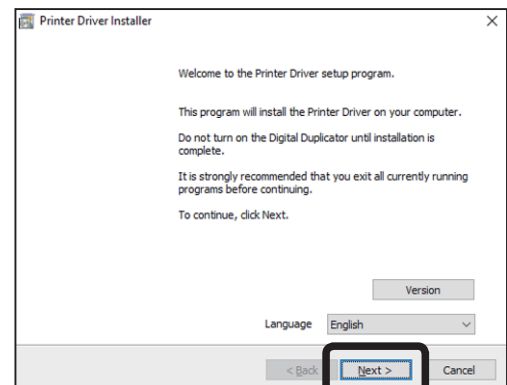 Printer Driver Installer
Welcome to the Printer Driver setup program.
This program will install the Printer Driver on your computer.
Do not turn on the Digital Duplicator until installation is
complete.
It is strongly recommended that you exit all currently running
programs before continuing.
To continue, click Next.
Version
Language English
< Back Next > Cancel